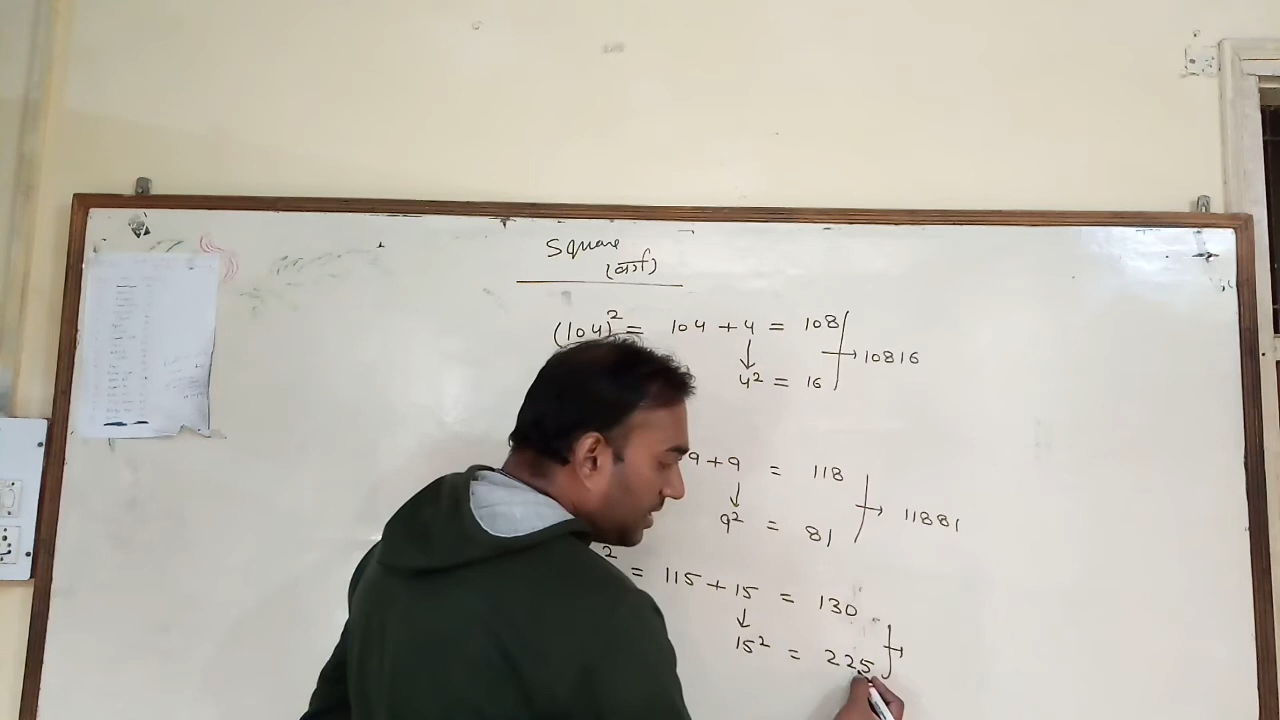 Square
(वर्ग)
(104)² = 104 + 4 = 108
↓
4² = 16
→ 10816
9 + 9 = 118
↓
9² = 81
→ 11881
² = 115 + 15 = 130
↓
15² = 225 →